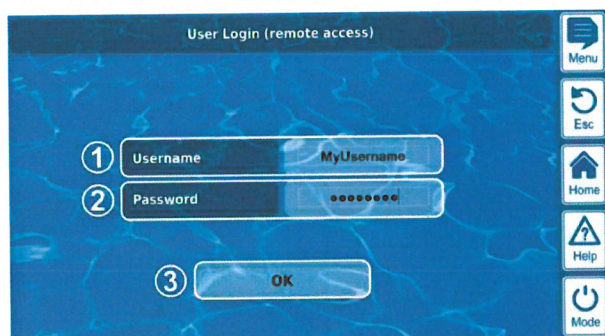 User Login (remote access)
Menu
Esc
1 Username MyUsername
2 Password ••••••••
Home
? Help
3 OK
Mode